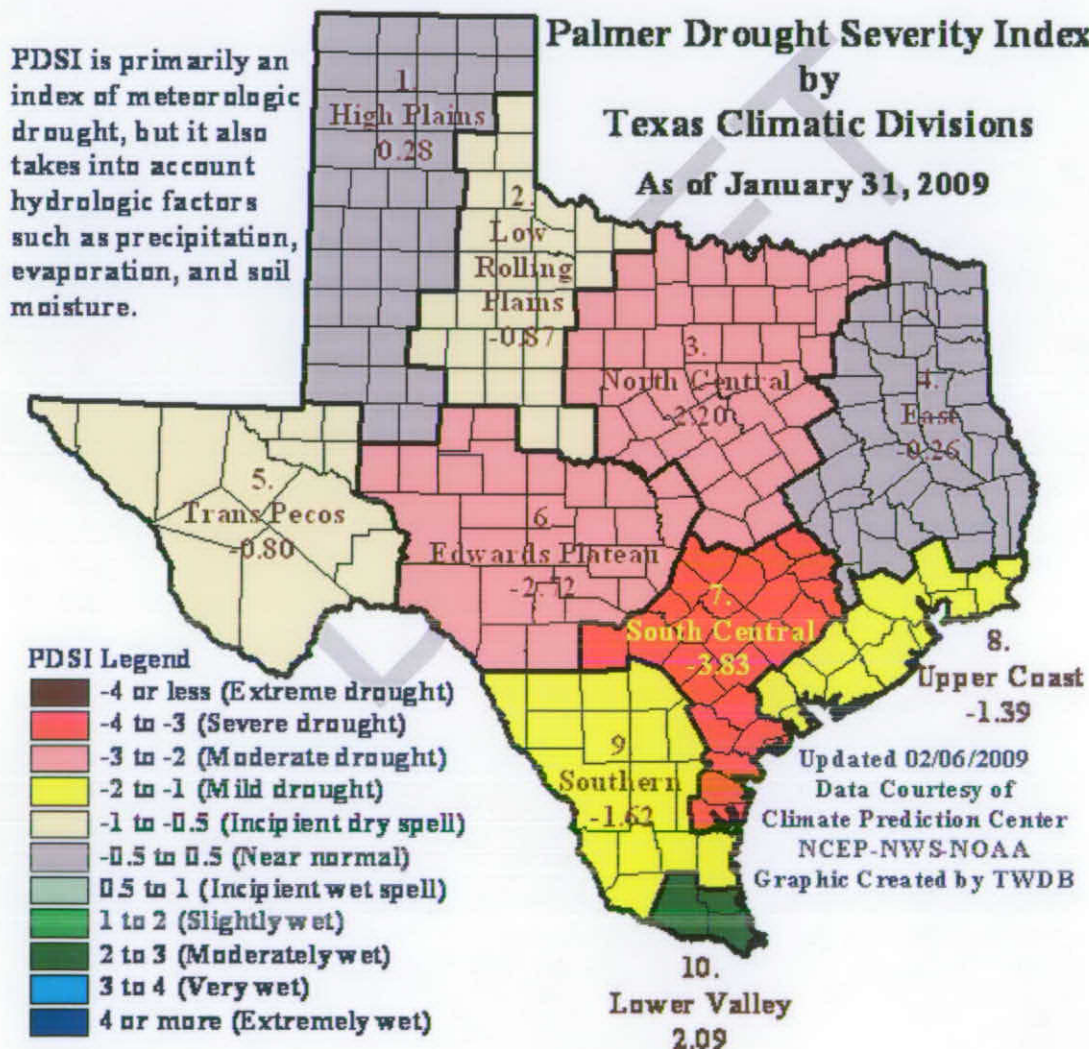 Palmer Drought Severity Index
by
Texas Climatic Divisions
As of January 31, 2009
PDSI is primarily an
index of meteorologic
drought, but it also
takes into account
hydrologic factors
such as precipitation,
evaporation, and soil
moisture.
1.
High Plains
0.28
2.
Low
Rolling
Plains
-0.87
3.
North Central
-2.20
4.
East
-0.26
5.
Trans Pecos
-0.80
6.
Edwards Plateau
-2.72
7.
South Central
-3.83
8.
Upper Coast
-1.39
9.
Southern
-1.62
10.
Lower Valley
2.09
PDSI Legend
-4 or less (Extreme drought)
-4 to -3 (Severe drought)
-3 to -2 (Moderate drought)
-2 to -1 (Mild drought)
-1 to -0.5 (Incipient dry spell)
-0.5 to 0.5 (Near normal)
0.5 to 1 (Incipient wet spell)
1 to 2 (Slightly wet)
2 to 3 (Moderately wet)
3 to 4 (Very wet)
4 or more (Extremely wet)
Updated 02/06/2009
Data Courtesy of
Climate Prediction Center
NCEP-NWS-NOAA
Graphic Created by TWDB